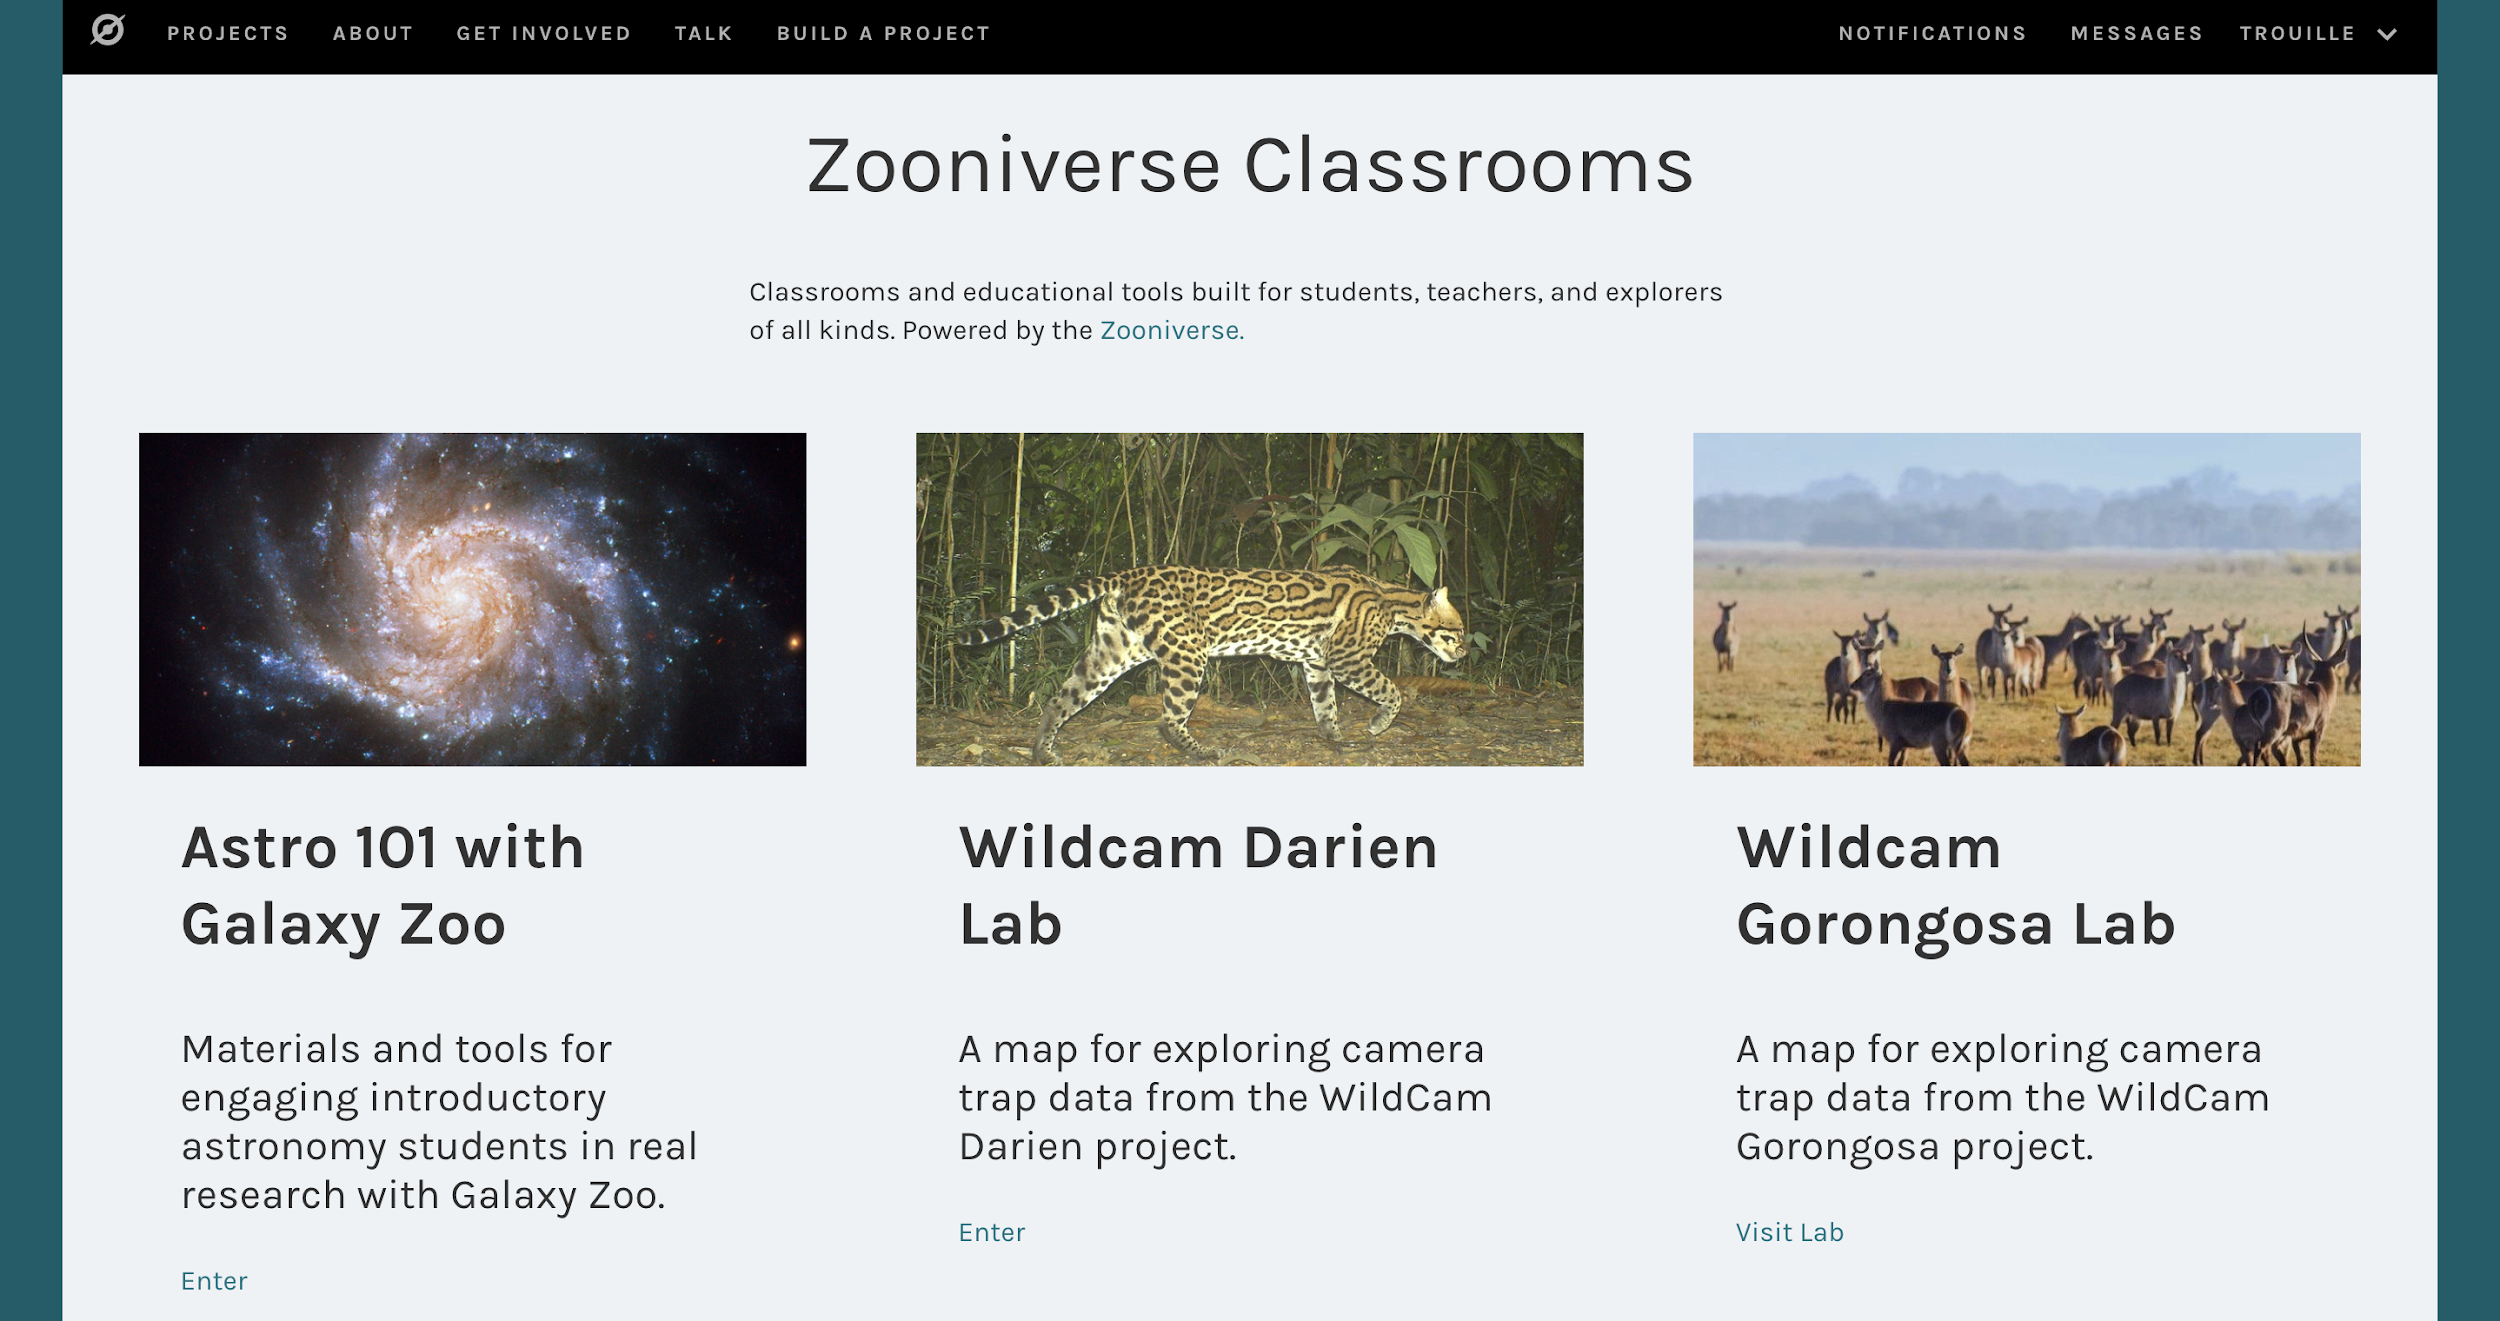 PROJECTS ABOUT GET INVOLVED TALK BUILD A PROJECT NOTIFICATIONS MESSAGES TROUILLE
Zooniverse Classrooms
Classrooms and educational tools built for students, teachers, and explorers
of all kinds. Powered by the Zooniverse.
Astro 101 with
Galaxy Zoo
Materials and tools for
engaging introductory
astronomy students in real
research with Galaxy Zoo.
Enter
Wildcam Darien
Lab
A map for exploring camera
trap data from the WildCam
Darien project.
Enter
Wildcam
Gorongosa Lab
A map for exploring camera
trap data from the WildCam
Gorongosa project.
Visit Lab